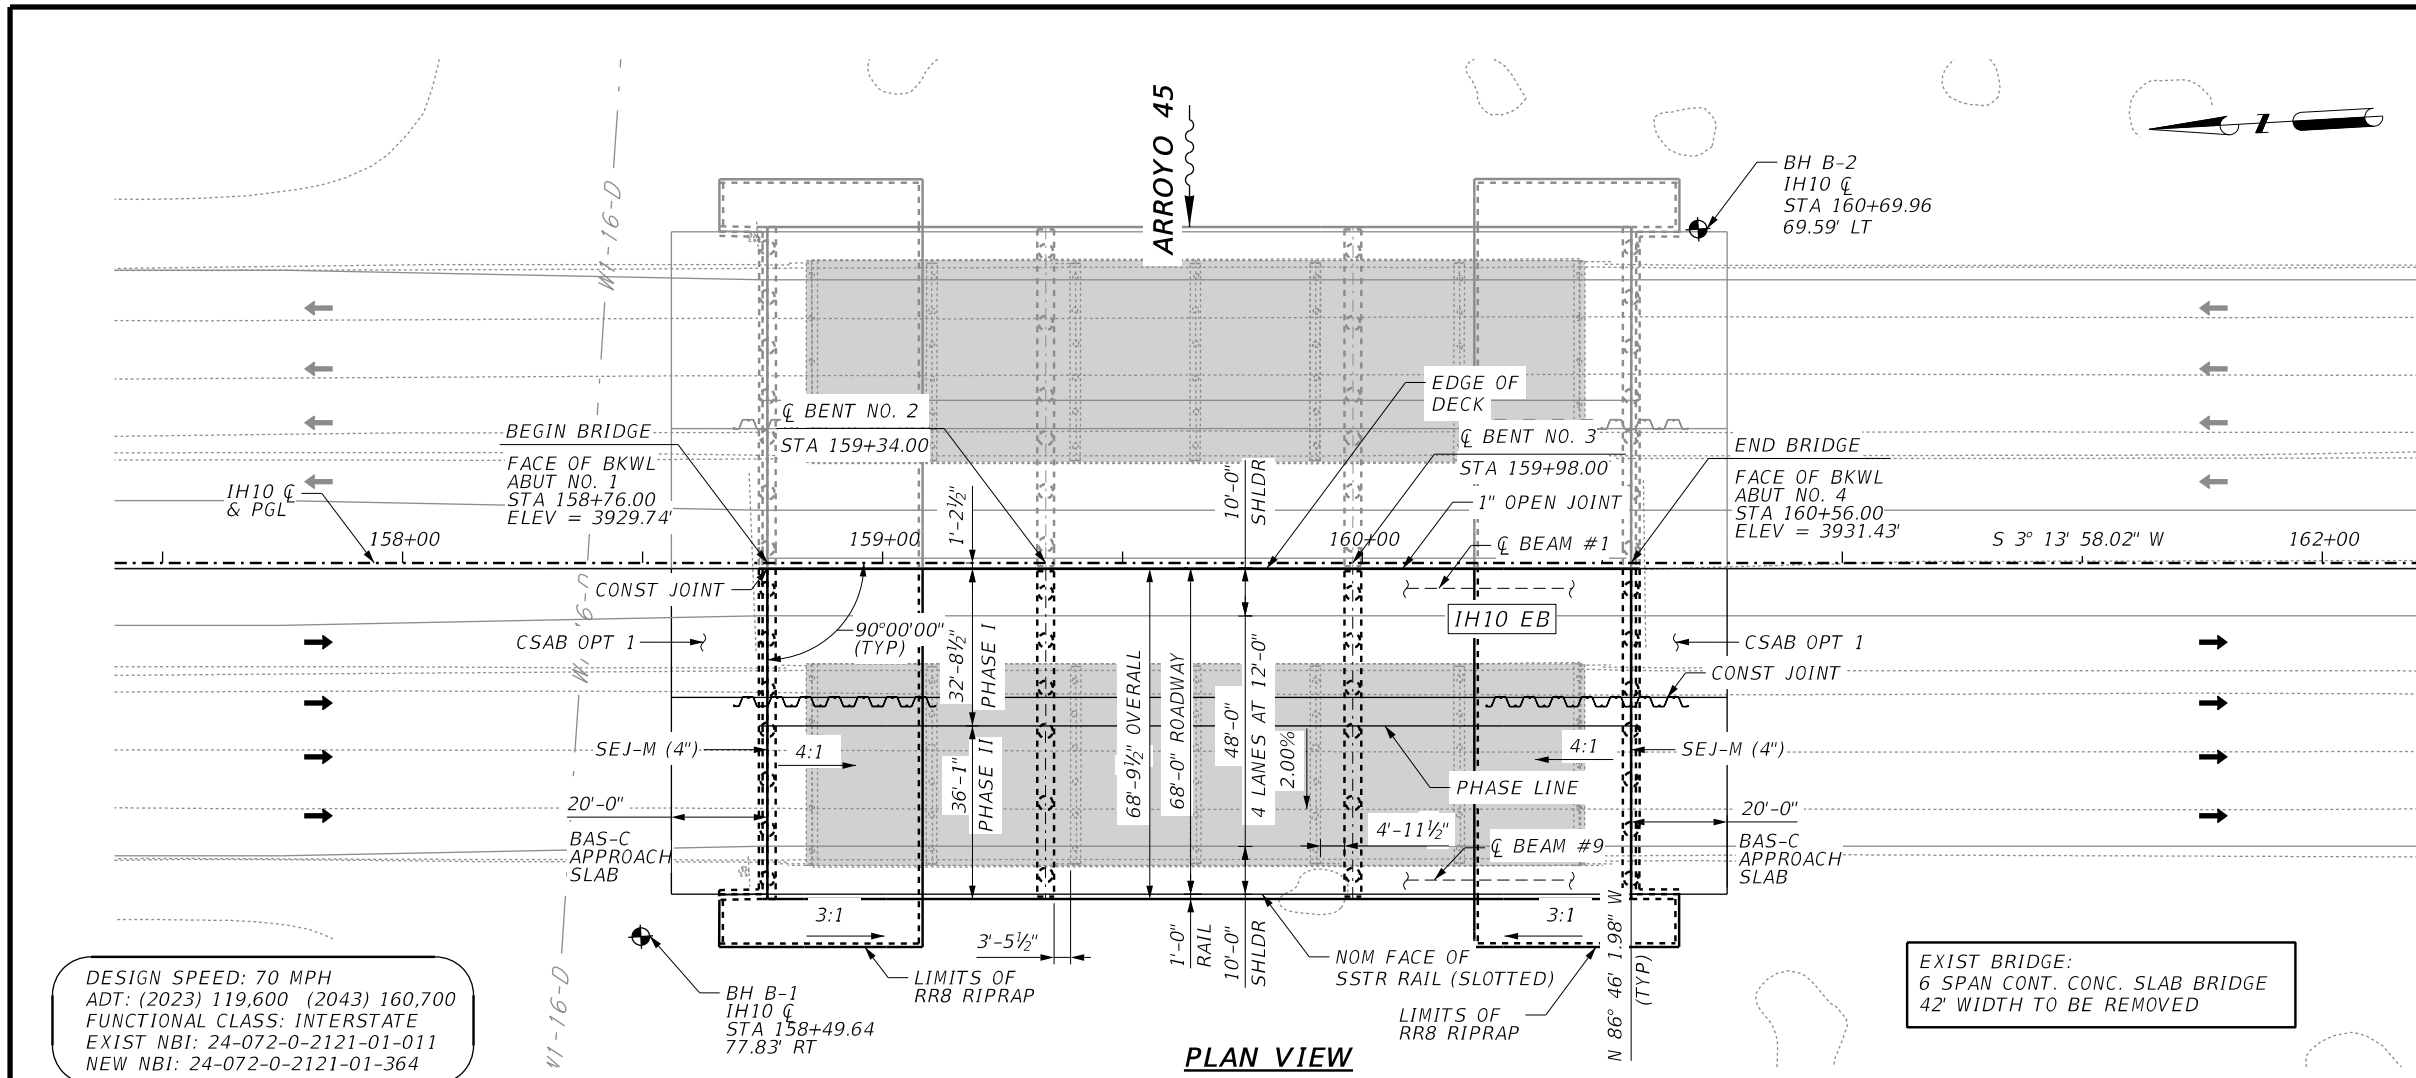 ARROYO 45
N
BH B-2
IH10 ℄
STA 160+69.96
69.59' LT
W1-16-D
EDGE OF
DECK
℄ BENT NO. 2
STA 159+34.00
BEGIN BRIDGE
FACE OF BKWL
ABUT NO. 1
STA 158+76.00
ELEV = 3929.74'
℄ BENT NO. 3
STA 159+98.00
END BRIDGE
FACE OF BKWL
ABUT NO. 4
STA 160+56.00
ELEV = 3931.43'
IH10 ℄
& PGL
1'-2½"
10'-0"
SHLDR
1" OPEN JOINT
℄ BEAM #1
158+00
159+00
160+00
S 3° 13' 58.02" W
162+00
CONST JOINT
CSAB OPT 1
90°00'00"
(TYP)
IH10 EB
CSAB OPT 1
CONST JOINT
32'-8½"
PHASE I
68'-9½" OVERALL
68'-0" ROADWAY
48'-0"
4 LANES AT 12'-0"
2.00%
SEJ-M (4")
4:1
4:1
SEJ-M (4")
36'-1"
PHASE II
PHASE LINE
20'-0"
BAS-C
APPROACH
SLAB
4'-11½"
℄ BEAM #9
20'-0"
BAS-C
APPROACH
SLAB
3:1
3:1
3'-5½"
1'-0"
RAIL
10'-0"
SHLDR
NOM FACE OF
SSTR RAIL (SLOTTED)
LIMITS OF
RR8 RIPRAP
LIMITS OF
RR8 RIPRAP
N 86° 46' 1.98" W
(TYP)
BH B-1
IH10 ℄
STA 158+49.64
77.83' RT
W1-16-D
DESIGN SPEED: 70 MPH
ADT: (2023) 119,600 (2043) 160,700
FUNCTIONAL CLASS: INTERSTATE
EXIST NBI: 24-072-0-2121-01-011
NEW NBI: 24-072-0-2121-01-364
EXIST BRIDGE:
6 SPAN CONT. CONC. SLAB BRIDGE
42' WIDTH TO BE REMOVED
PLAN VIEW